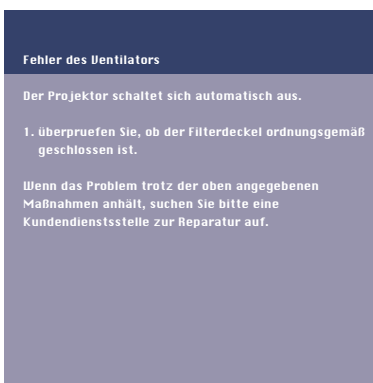 Fehler des Ventilators
Der Projektor schaltet sich automatisch aus.
1. überpruefen Sie, ob der Filterdeckel ordnungsgemäß
geschlossen ist.
Wenn das Problem trotz der oben angegebenen
Maßnahmen anhält, suchen Sie bitte eine
Kundendienstsstelle zur Reparatur auf.